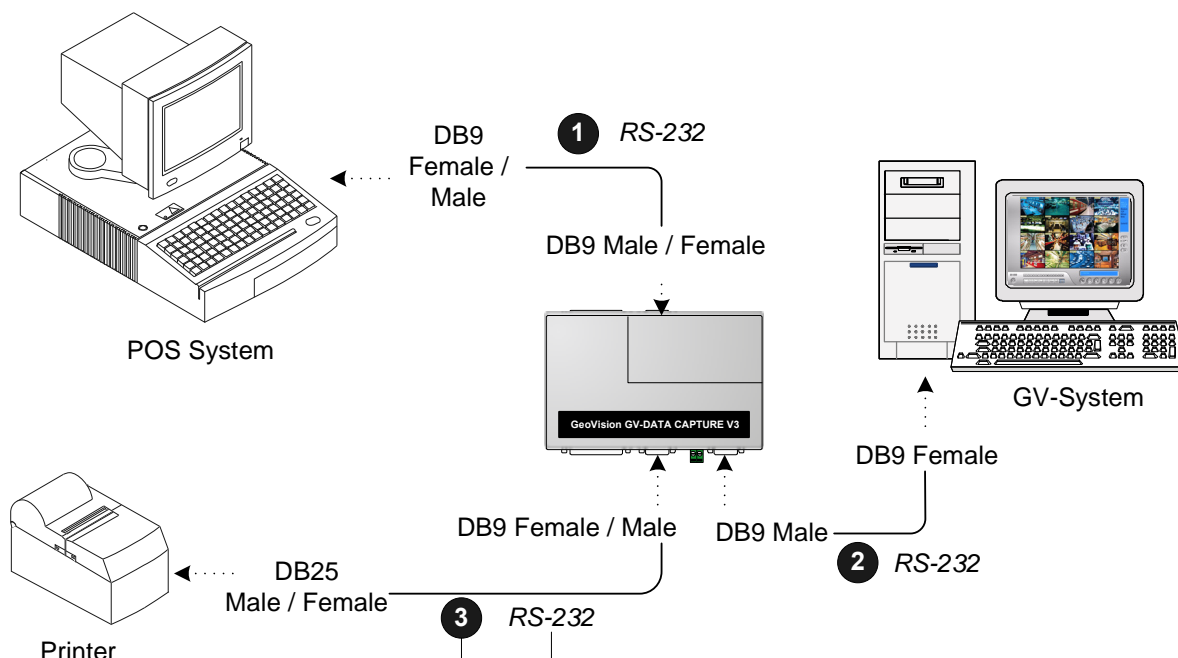 DB9
Female /
Male
1 RS-232
DB9 Male / Female
POS System
GeoVision GV-DATA CAPTURE V3
GV-System
DB9 Female
DB9 Female / Male
DB9 Male
2 RS-232
DB25
Male / Female
3 RS-232
Printer